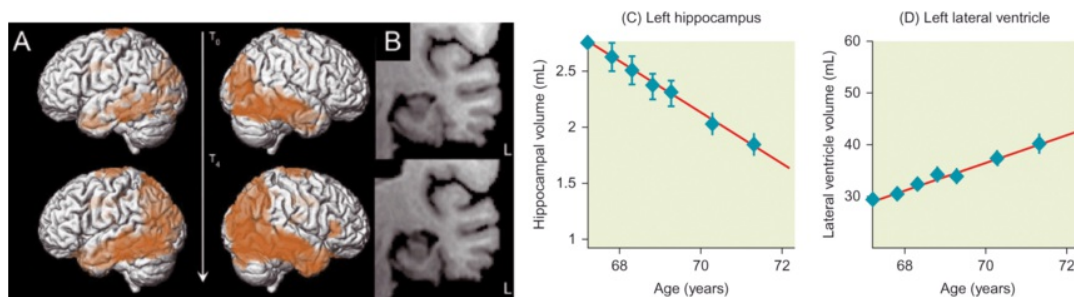 A
T0
T4
B
L
L
(C) Left hippocampus
Hippocampal volume (mL)
2.5
2
1.5
1
68
70
72
Age (years)
(D) Left lateral ventricle
Lateral ventricle volume (mL)
60
50
40
30
68
70
72
Age (years)